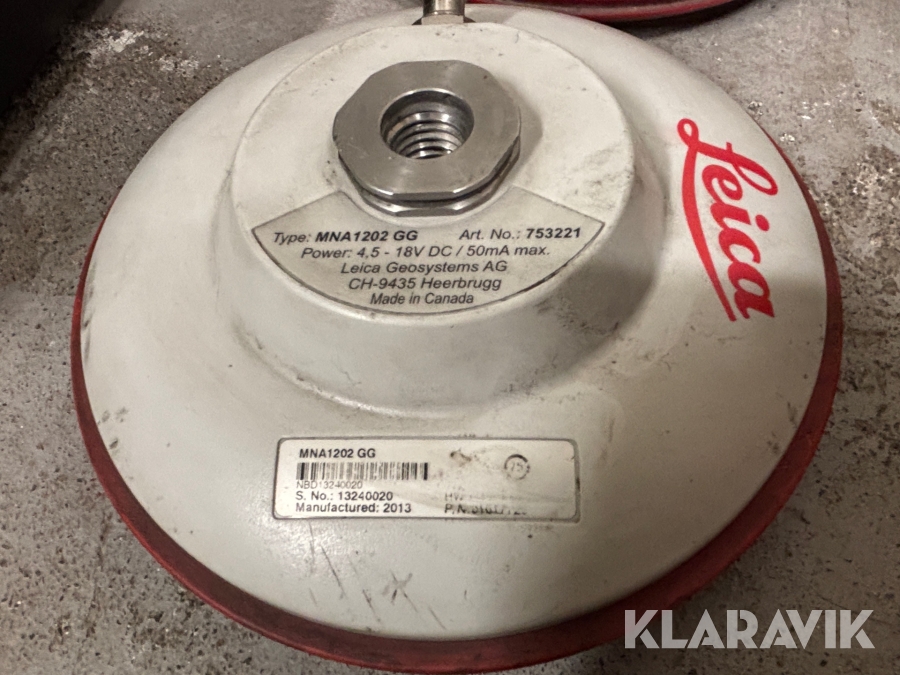 Type: MNA1202 GG Art. No.: 753221
Power: 4,5 - 18V DC / 50mA max.
Leica Geosystems AG
CH-9435 Heerbrugg
Made in Canada
Leica
MNA1202 GG
NBD13240020
S. No.: 13240020
Manufactured: 2013
KLARAVIK